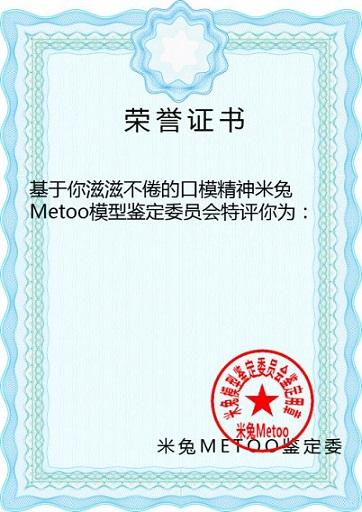 荣誉证书
基于你滋滋不倦的口模精神米兔
Metoo模型鉴定委员会特评你为：
米兔模型鉴定委员会鉴定用章
米兔Metoo
米兔METOO鉴定委